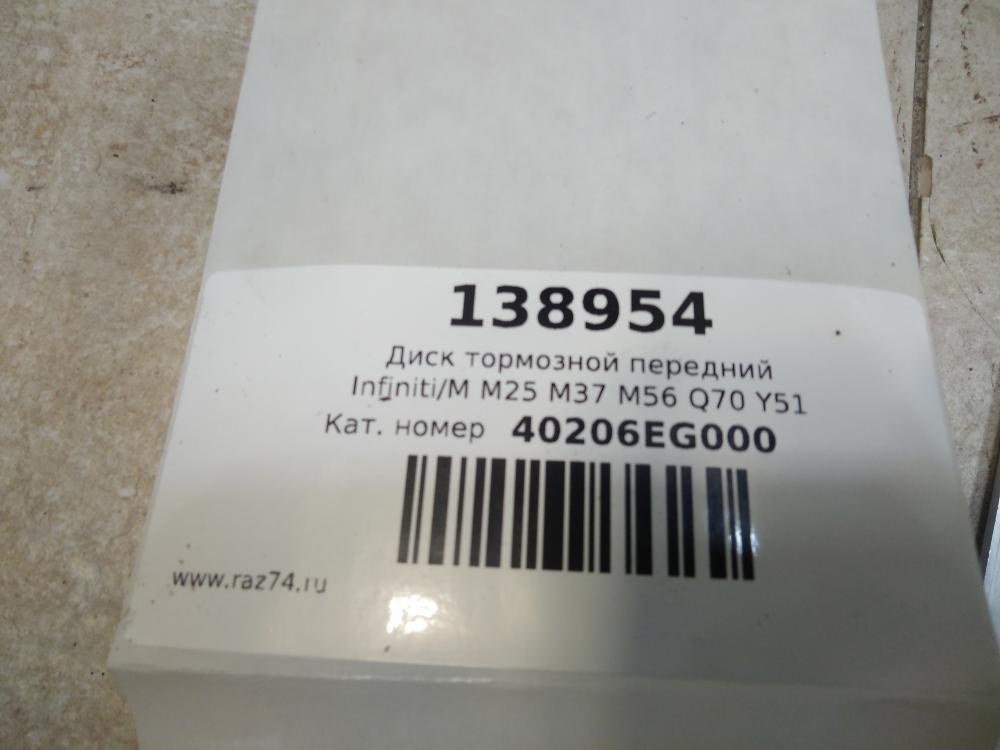 138954
Диск тормозной передний
Infiniti/M M25 M37 M56 Q70 Y51
Кат. номер 40206EG000
www.raz74.ru